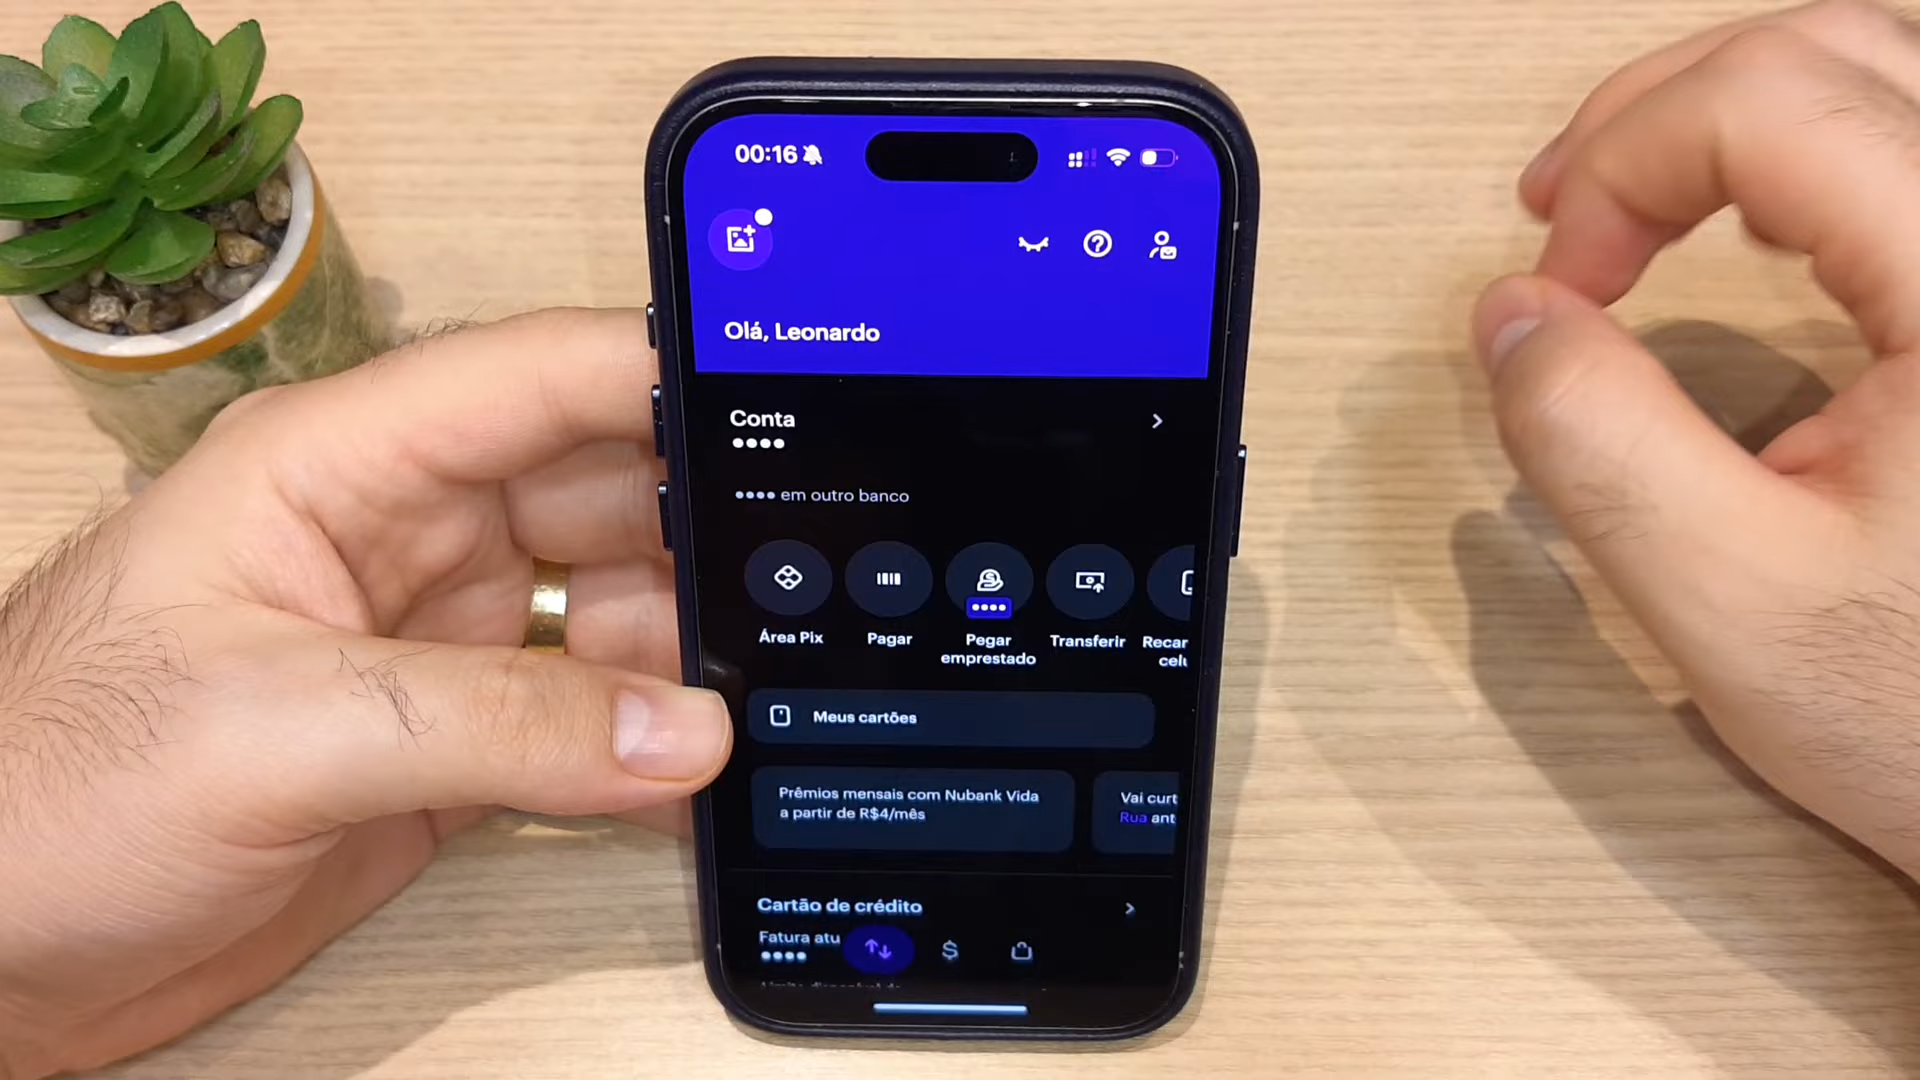 00:16
Olá, Leonardo
Conta
em outro banco
Área Pix
Pagar
Pegar
emprestado
Transferir
Recar
celu
Meus cartões
Prêmios mensais com Nubank Vida
a partir de R$4/mês
Vai curt
Rua ant
Cartão de crédito
Fatura atu